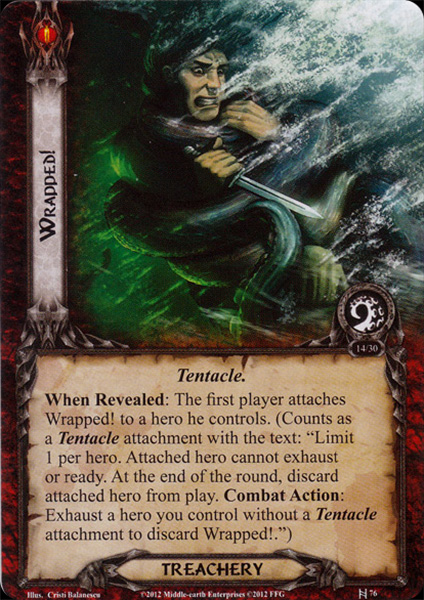 WRAPPED!
14/30
Tentacle.
When Revealed: The first player attaches
Wrapped! to a hero he controls. (Counts as
a Tentacle attachment with the text: “Limit
1 per hero. Attached hero cannot exhaust
or ready. At the end of the round, discard
attached hero from play. Combat Action:
Exhaust a hero you control without a Tentacle
attachment to discard Wrapped!.”)
TREACHERY
Illus. Cristi Balanescu ©2012 Middle-earth Enterprises ©2012 FFG 76